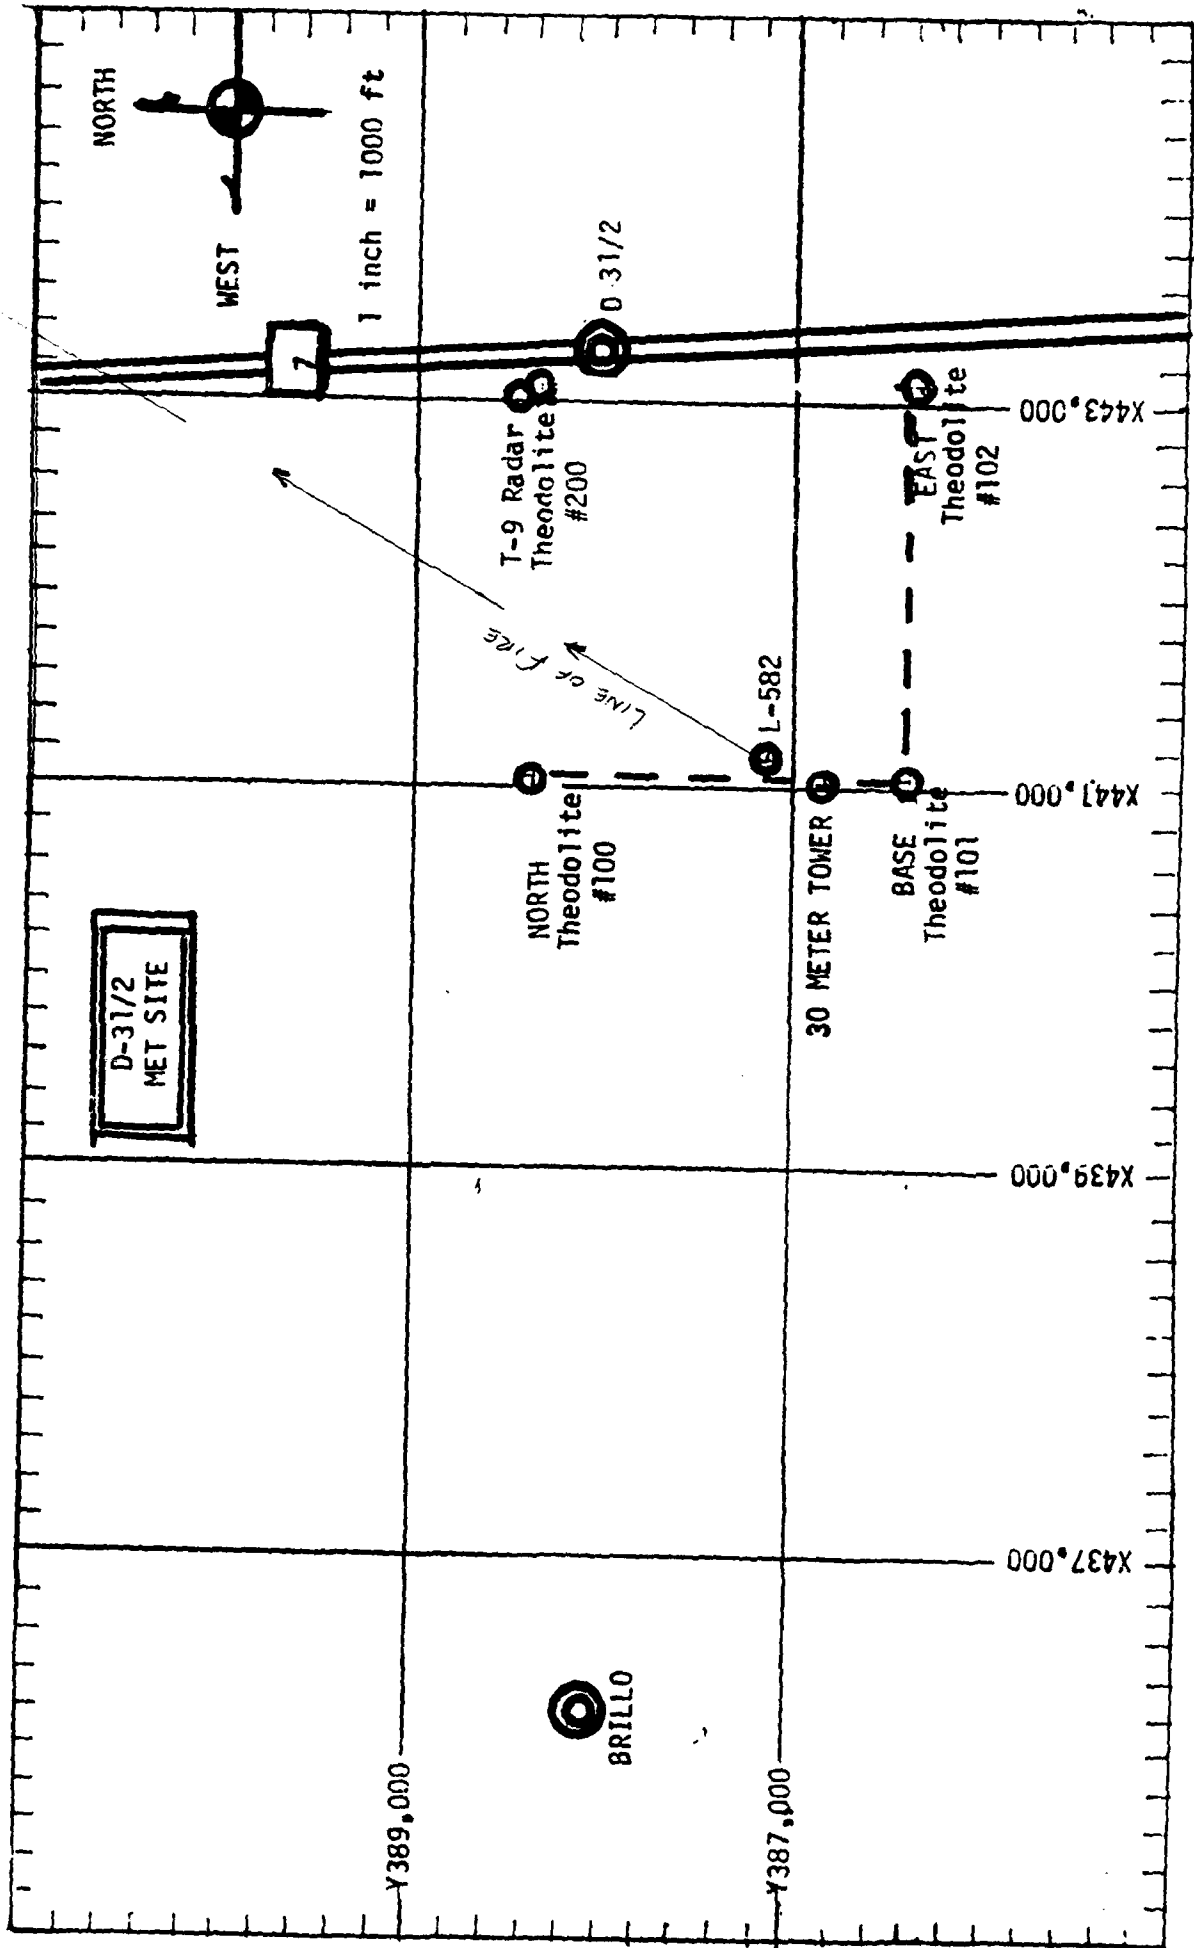 NORTH
WEST
1 inch = 1000 ft
7
D-31/2
MET SITE
LINE OF FIRE
T-9 Radar
Theodolite
#200
D 31/2
NORTH
Theodolite
#100
L-582
30 METER TOWER
BASE
Theodolite
#101
EAST
Theodolite
#102
BRILLO
Y389,000
Y387,000
X437,000
X439,000
X441,000
X443,000